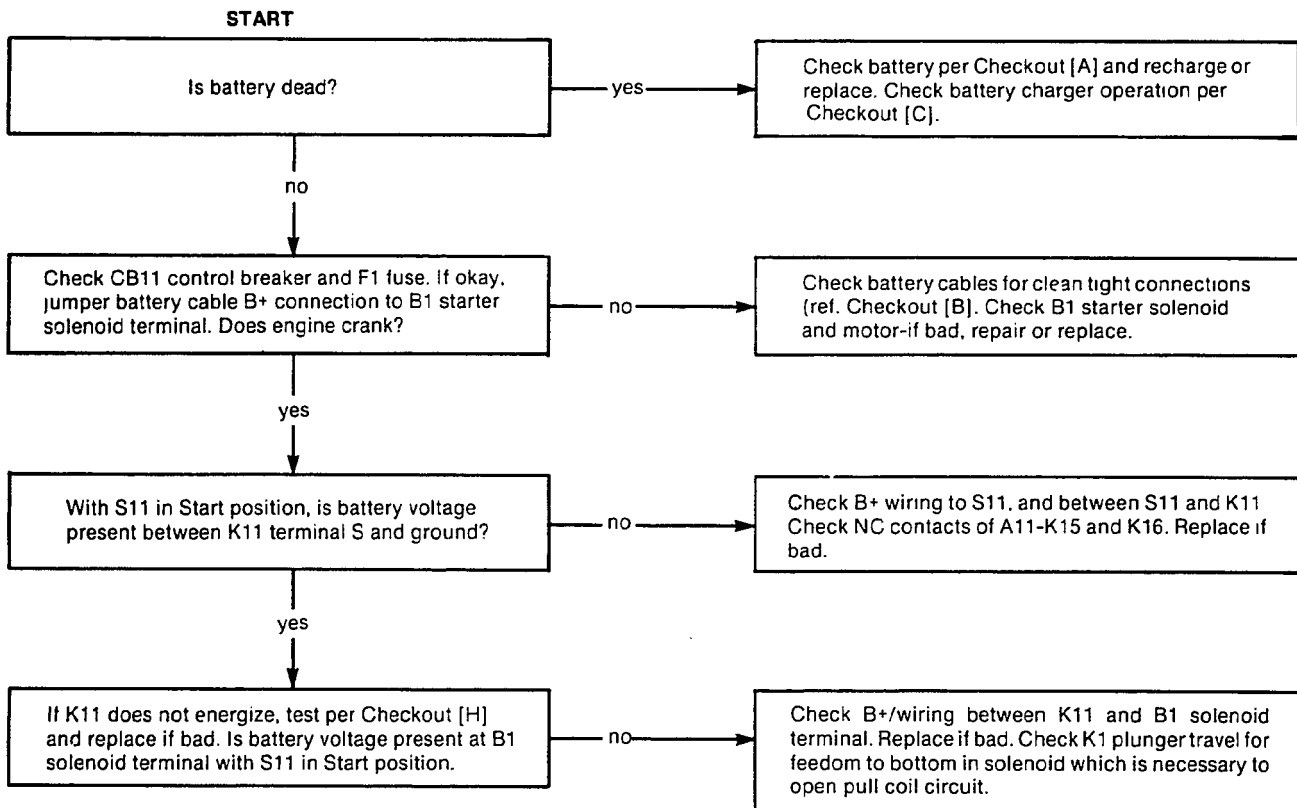 START
Is battery dead?
yes
Check battery per Checkout [A] and recharge or
replace. Check battery charger operation per
Checkout [C].
no
Check CB11 control breaker and F1 fuse. If okay,
jumper battery cable B+ connection to B1 starter
solenoid terminal. Does engine crank?
no
Check battery cables for clean tight connections
(ref. Checkout [B]. Check B1 starter solenoid
and motor-if bad, repair or replace.
yes
With S11 in Start position, is battery voltage
present between K11 terminal S and ground?
no
Check B+ wiring to S11, and between S11 and K11
Check NC contacts of A11-K15 and K16. Replace if
bad.
yes
If K11 does not energize, test per Checkout [H]
and replace if bad. Is battery voltage present at B1
solenoid terminal with S11 in Start position.
no
Check B+/wiring between K11 and B1 solenoid
terminal. Replace if bad. Check K1 plunger travel for
feedom to bottom in solenoid which is necessary to
open pull coil circuit.